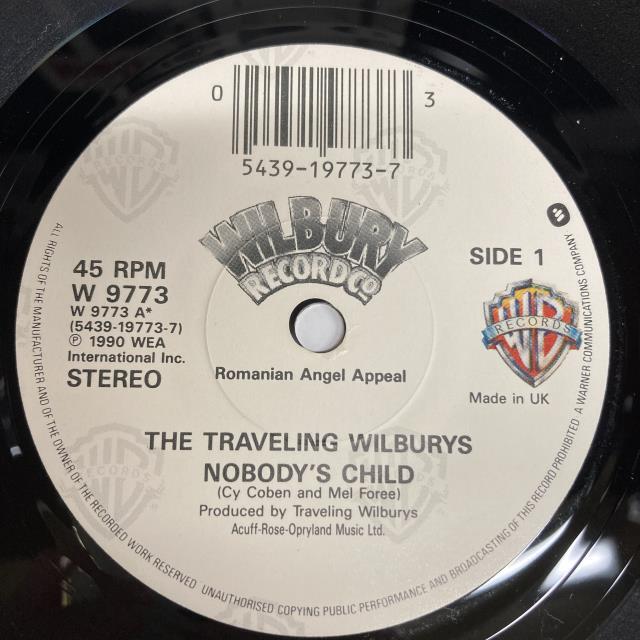 0 3
5439-19773-7
WILBURY
RECORD Co
SIDE 1
45 RPM
W 9773
W 9773 A*
(5439-19773-7)
℗ 1990 WEA
International Inc.
STEREO
WB
RECORDS
Made in UK
Romanian Angel Appeal
THE TRAVELING WILBURYS
NOBODY'S CHILD
(Cy Coben and Mel Foree)
Produced by Traveling Wilburys
Acuff-Rose-Opryland Music Ltd.
ALL RIGHTS OF THE MANUFACTURER AND OF THE OWNER OF THE RECORDED WORK RESERVED UNAUTHORISED COPYING PUBLIC PERFORMANCE AND BROADCASTING OF THIS RECORD PROHIBITED A WARNER COMMUNICATIONS COMPANY